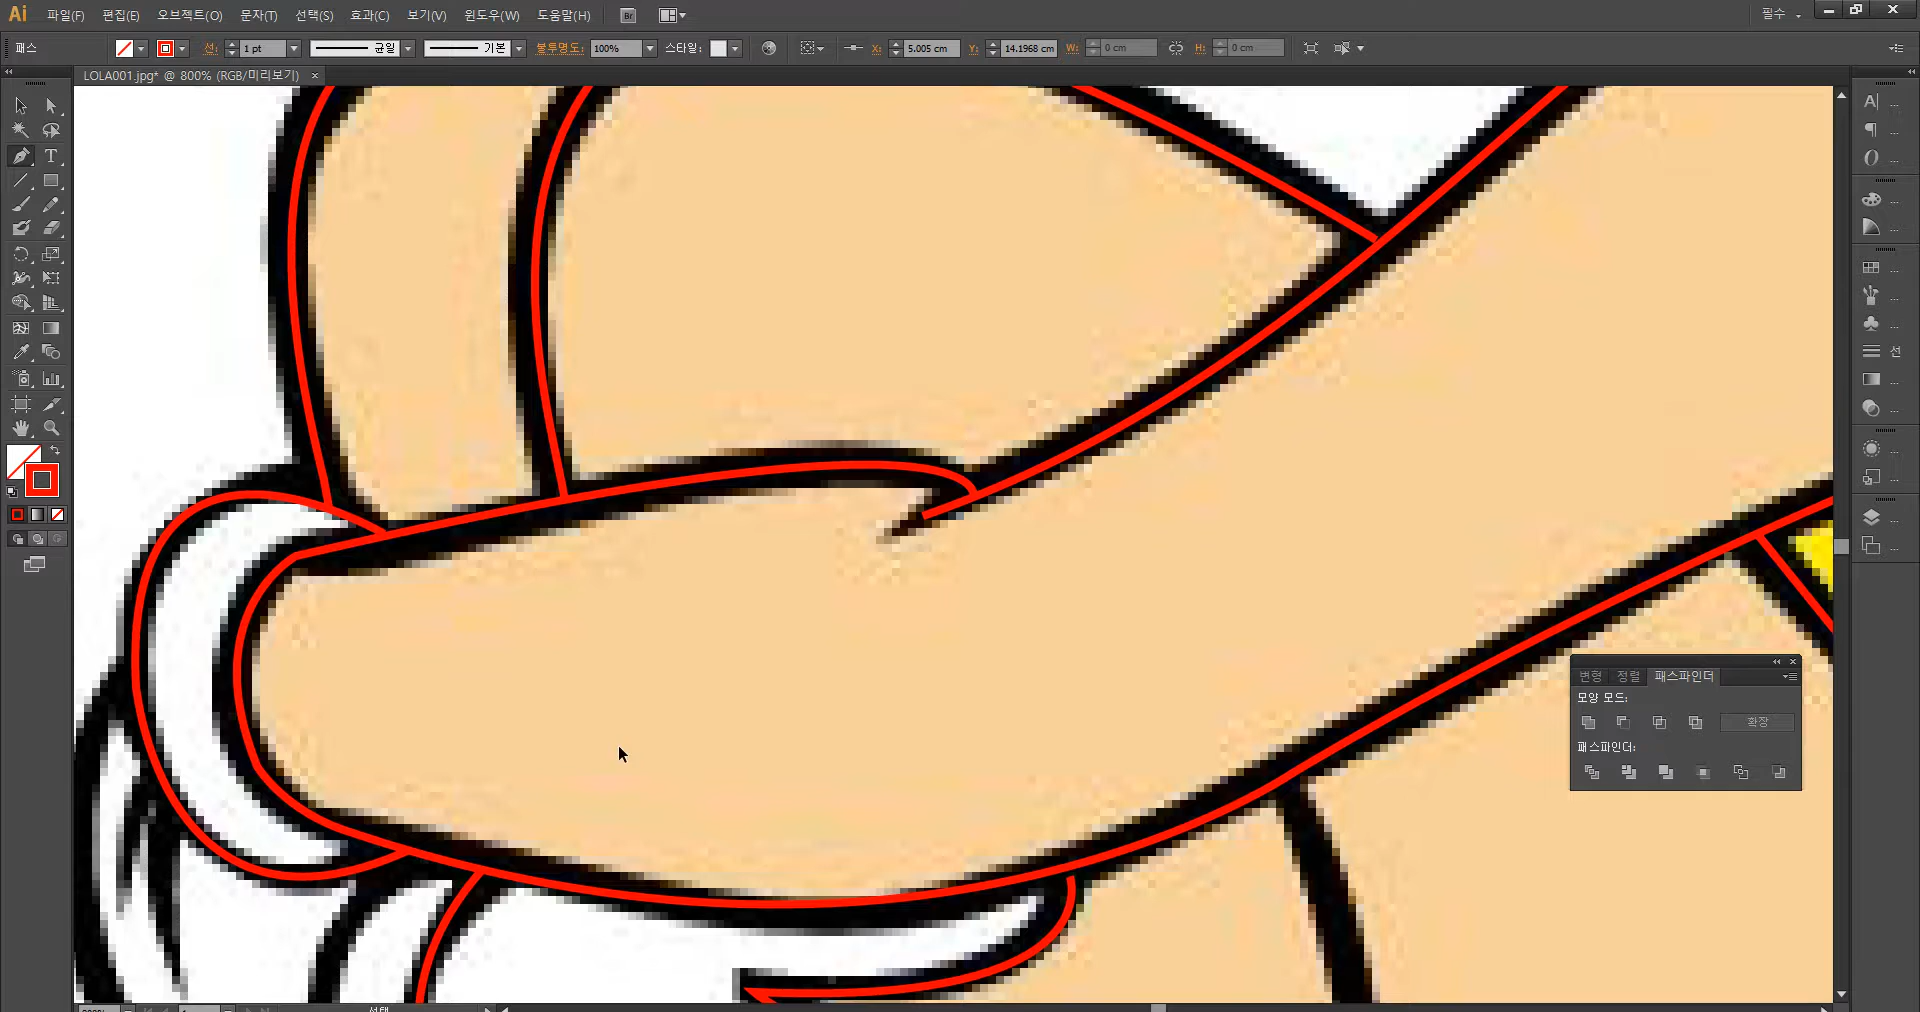 Ai 파일(F) 편집(E) 오브젝트(O) 문자(T) 선택(S) 효과(C) 보기(V) 윈도우(W) 도움말(H) Br 필수
패스 선: 1 pt 균일 기본 불투명도: 100% 스타일: X: 5.005 cm Y: 14.1968 cm W: 0 cm H: 0 cm
LOLA001.jpg* @ 800% (RGB/미리보기)
선
변형 정렬 패스파인더
모양 모드:
확장
패스파인더: